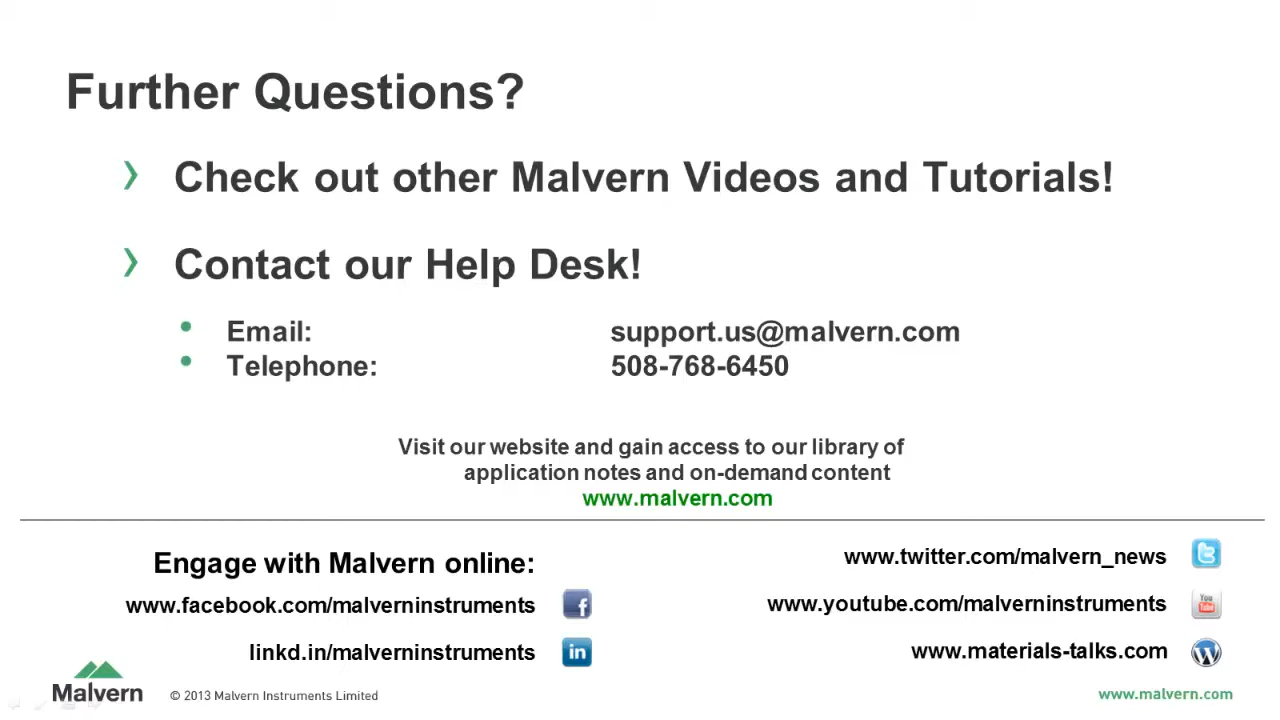 Further Questions?
› Check out other Malvern Videos and Tutorials!
› Contact our Help Desk!
• Email: support.us@malvern.com
• Telephone: 508-768-6450
Visit our website and gain access to our library of
application notes and on-demand content
www.malvern.com
Engage with Malvern online:
www.facebook.com/malverninstruments
f
linkd.in/malverninstruments
in
www.twitter.com/malvern_news
t
www.youtube.com/malverninstruments
You
Tube
www.materials-talks.com
W
Malvern
© 2013 Malvern Instruments Limited
www.malvern.com